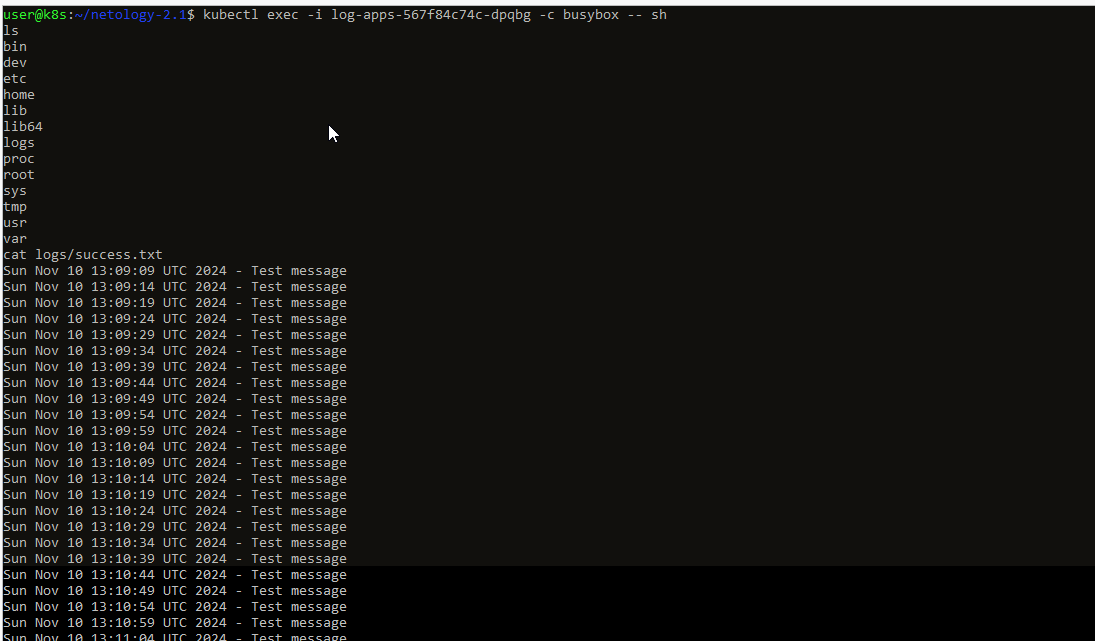 user@k8s:~/netology-2.1$ kubectl exec -i log-apps-567f84c74c-dpqbg -c busybox -- sh
ls
bin
dev
etc
home
lib
lib64
logs
proc
root
sys
tmp
usr
var
cat logs/success.txt
Sun Nov 10 13:09:09 UTC 2024 - Test message
Sun Nov 10 13:09:14 UTC 2024 - Test message
Sun Nov 10 13:09:19 UTC 2024 - Test message
Sun Nov 10 13:09:24 UTC 2024 - Test message
Sun Nov 10 13:09:29 UTC 2024 - Test message
Sun Nov 10 13:09:34 UTC 2024 - Test message
Sun Nov 10 13:09:39 UTC 2024 - Test message
Sun Nov 10 13:09:44 UTC 2024 - Test message
Sun Nov 10 13:09:49 UTC 2024 - Test message
Sun Nov 10 13:09:54 UTC 2024 - Test message
Sun Nov 10 13:09:59 UTC 2024 - Test message
Sun Nov 10 13:10:04 UTC 2024 - Test message
Sun Nov 10 13:10:09 UTC 2024 - Test message
Sun Nov 10 13:10:14 UTC 2024 - Test message
Sun Nov 10 13:10:19 UTC 2024 - Test message
Sun Nov 10 13:10:24 UTC 2024 - Test message
Sun Nov 10 13:10:29 UTC 2024 - Test message
Sun Nov 10 13:10:34 UTC 2024 - Test message
Sun Nov 10 13:10:39 UTC 2024 - Test message
Sun Nov 10 13:10:44 UTC 2024 - Test message
Sun Nov 10 13:10:49 UTC 2024 - Test message
Sun Nov 10 13:10:54 UTC 2024 - Test message
Sun Nov 10 13:10:59 UTC 2024 - Test message
Sun Nov 10 13:11:04 UTC 2024 - Test message